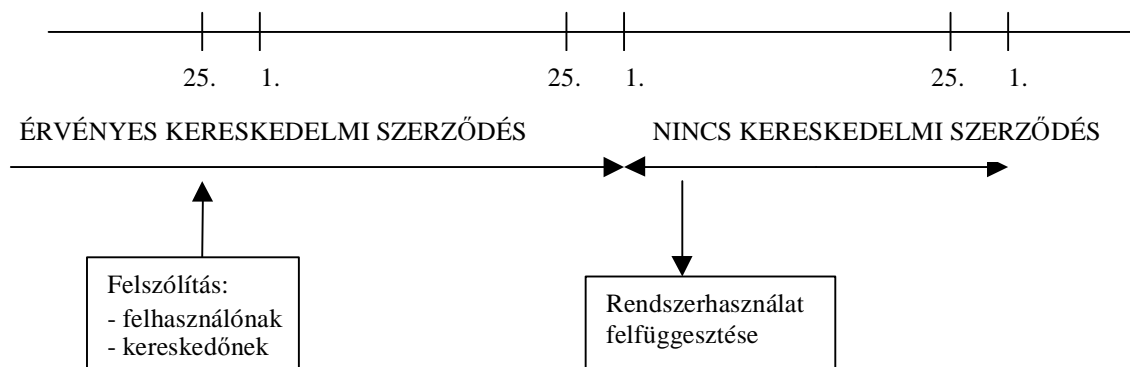 25. 1. 25. 1. 25. 1.
ÉRVÉNYES KERESKEDELMI SZERZŐDÉS NINCS KERESKEDELMI SZERZŐDÉS
Felszólítás:
- felhasználónak
- kereskedőnek
Rendszerhasználat
felfüggesztése